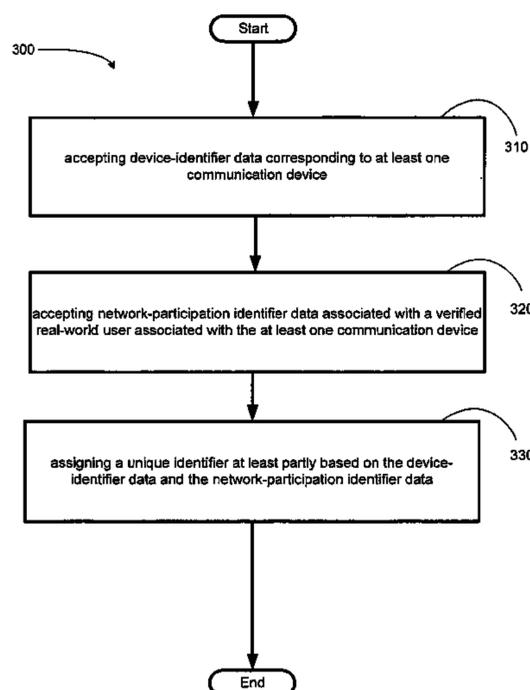 Start
300
310
accepting device-identifier data corresponding to at least one
communication device
320
accepting network-participation identifier data associated with a verified
real-world user associated with the at least one communication device
330
assigning a unique identifier at least partly based on the device-
identifier data and the network-participation identifier data
End